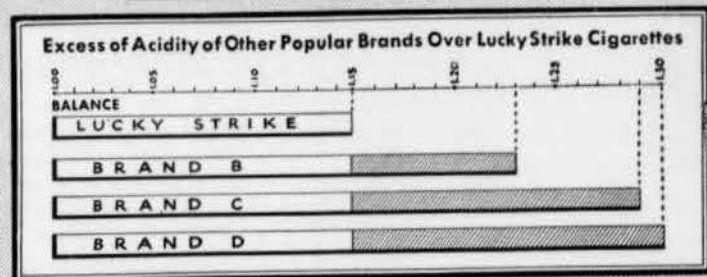 Excess of Acidity of Other Popular Brands Over Lucky Strike Cigarettes
1.00 1.05 1.10 1.15 1.20 1.25 1.30
BALANCE
LUCKY STRIKE
BRAND B
BRAND C
BRAND D